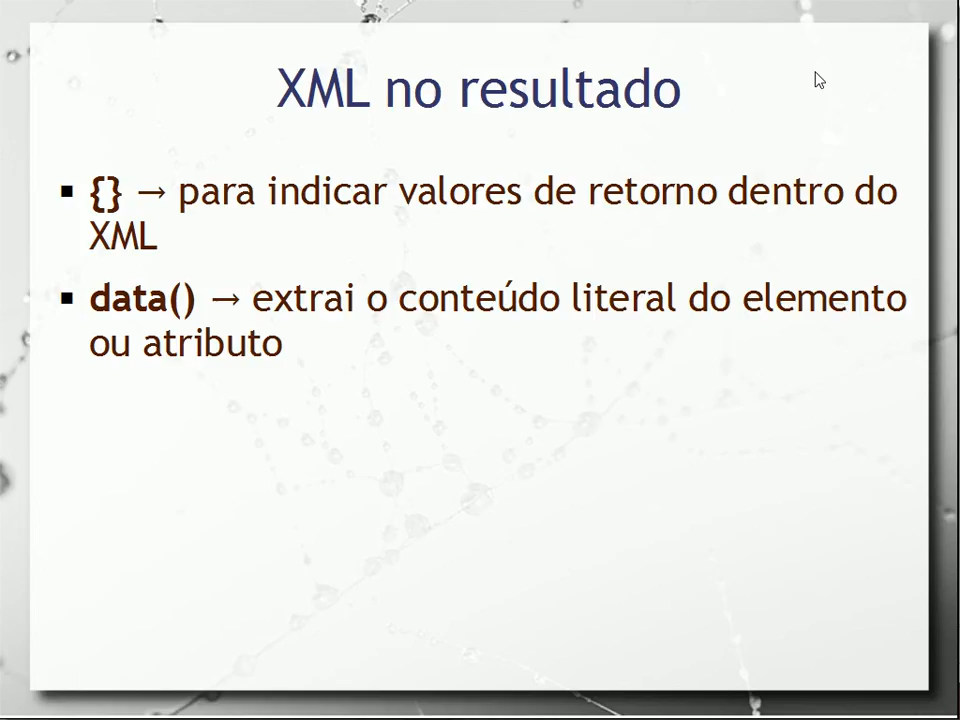 XML no resultado
▪ {} → para indicar valores de retorno dentro do
XML
▪ data() → extrai o conteúdo literal do elemento
ou atributo